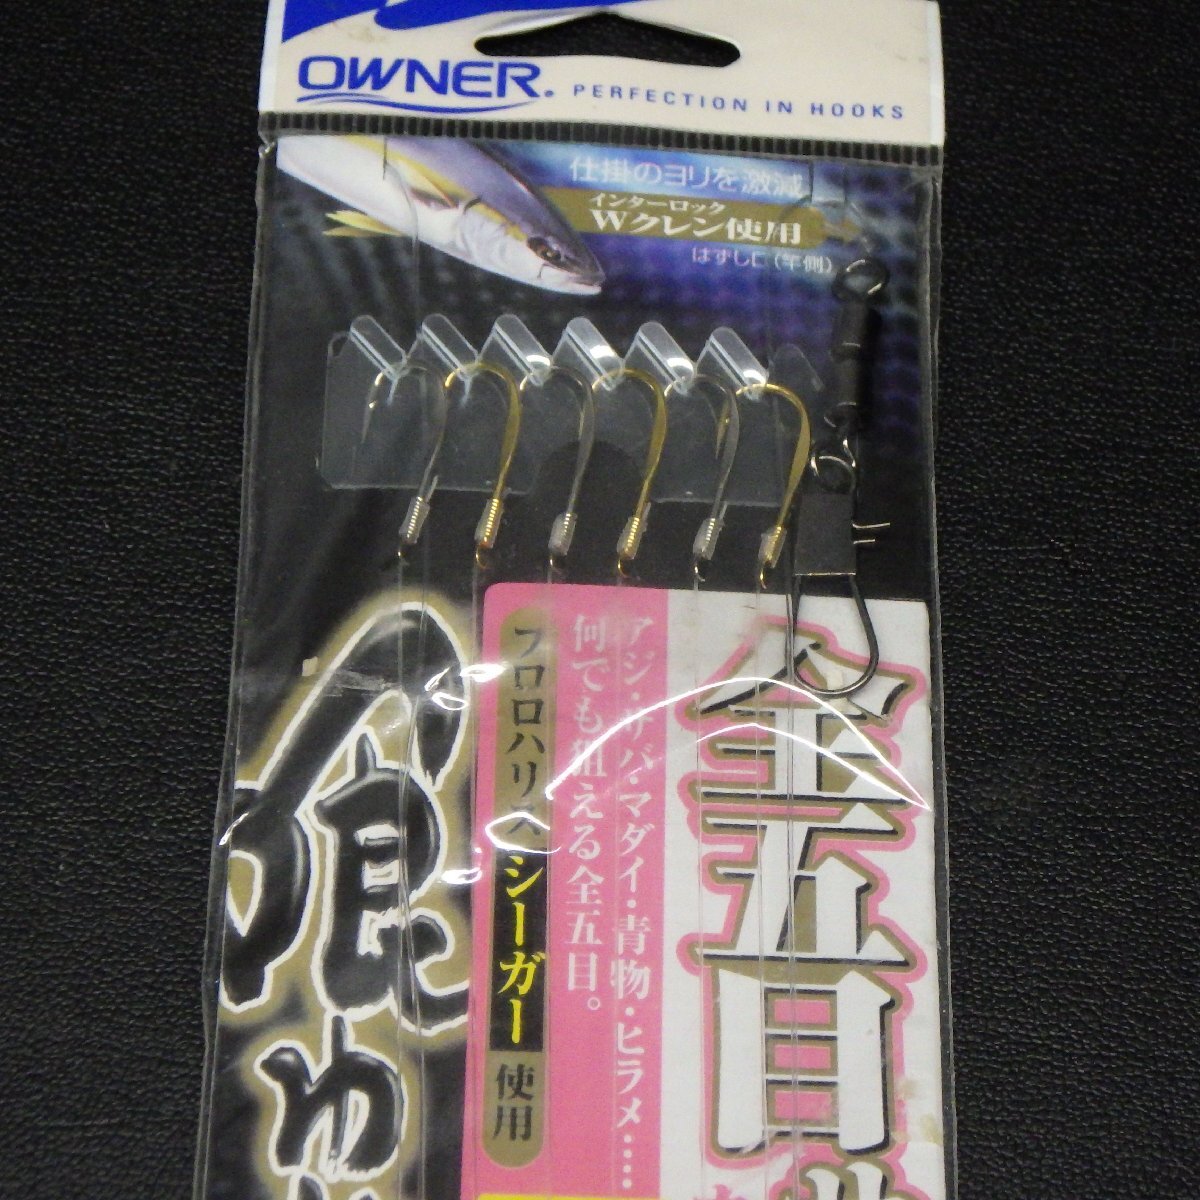 OWNER.
PERFECTION IN HOOKS
仕掛のヨリを激減
インターロック
Wクレン使用
はずし口(竿側)
全五目
アジ・サバ・マダイ・青物・ヒラメ‥‥
何でも狙える全五目。
フロロハリス シーガー 使用